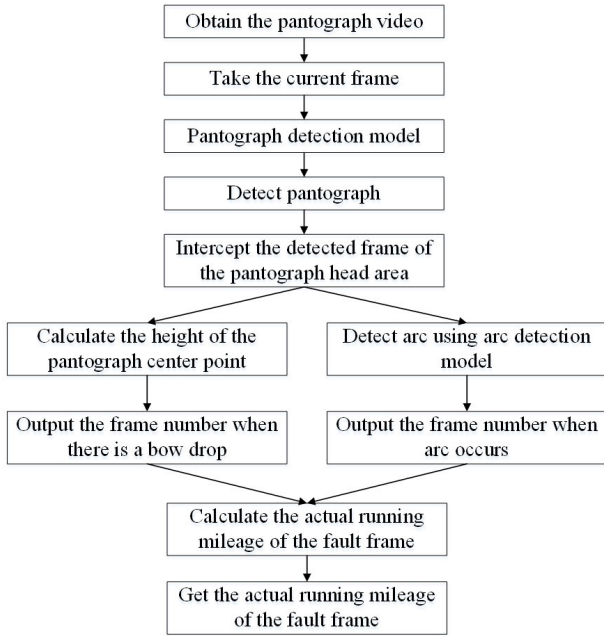 Obtain the pantograph video
Take the current frame
Pantograph detection model
Detect pantograph
Intercept the detected frame of
the pantograph head area
Calculate the height of the
pantograph center point
Detect arc using arc detection
model
Output the frame number when
there is a bow drop
Output the frame number when
arc occurs
Calculate the actual running
mileage of the fault frame
Get the actual running mileage
of the fault frame